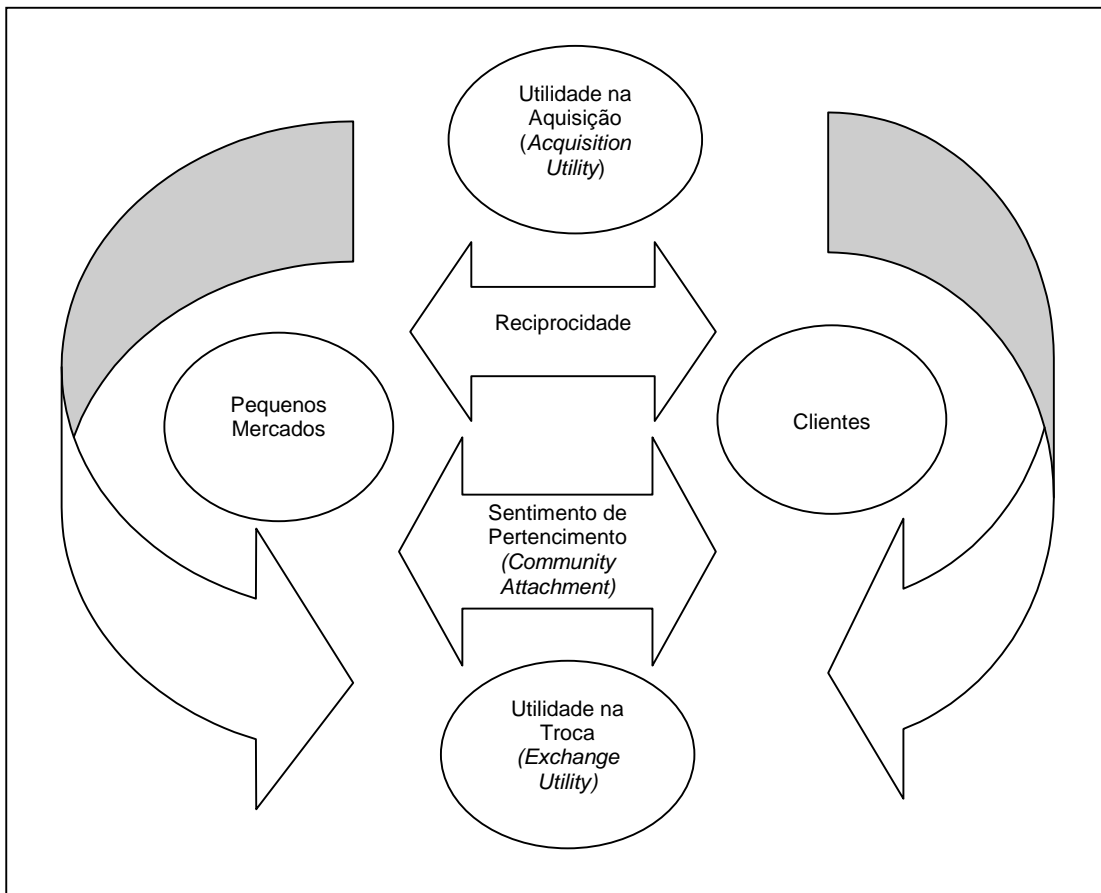 Utilidade na
Aquisição
(Acquisition
Utility)
Reciprocidade
Pequenos
Mercados
Clientes
Sentimento de
Pertencimento
(Community
Attachment)
Utilidade na
Troca
(Exchange
Utility)